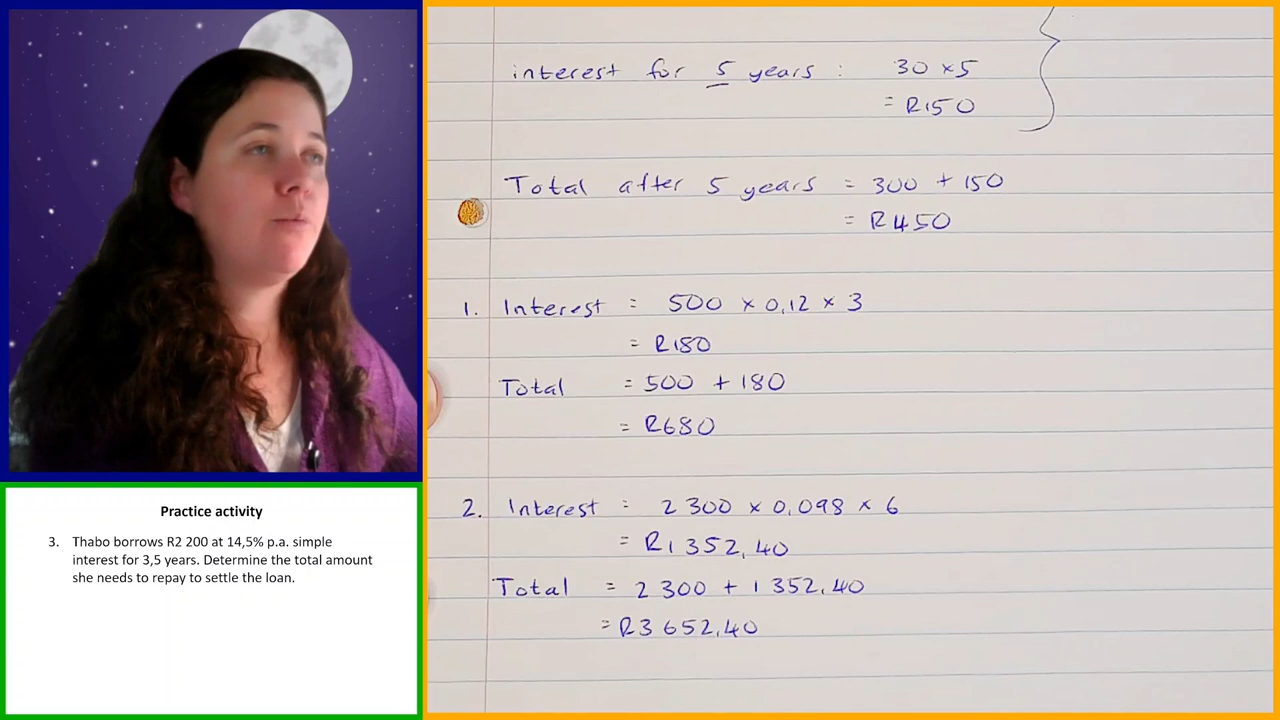 Practice activity
3. Thabo borrows R2 200 at 14,5% p.a. simple
interest for 3,5 years. Determine the total amount
she needs to repay to settle the loan.
interest for 5 years : 30 × 5
= R150
Total after 5 years = 300 + 150
= R450
1. Interest = 500 × 0,12 × 3
= R180
Total = 500 + 180
= R680
2. Interest = 2 300 × 0,098 × 6
= R1 352,40
Total = 2 300 + 1 352,40
= R3 652,40